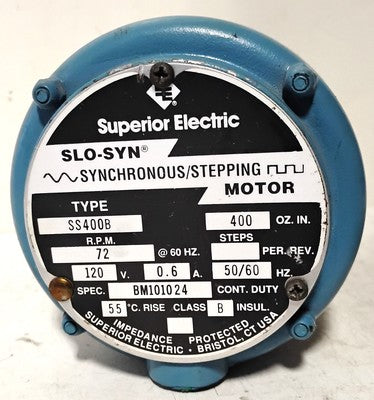 Superior Electric
SLO-SYN®
SYNCHRONOUS/STEPPING
MOTOR
TYPE
SS400B 400 OZ. IN.
R.P.M. STEPS
72 @ 60 HZ. PER. REV.
120 V. 0.6 A. 50/60 HZ.
SPEC. BM101024 CONT. DUTY
55 °C. RISE CLASS B INSUL.
IMPEDANCE PROTECTED
SUPERIOR ELECTRIC • BRISTOL, CT USA